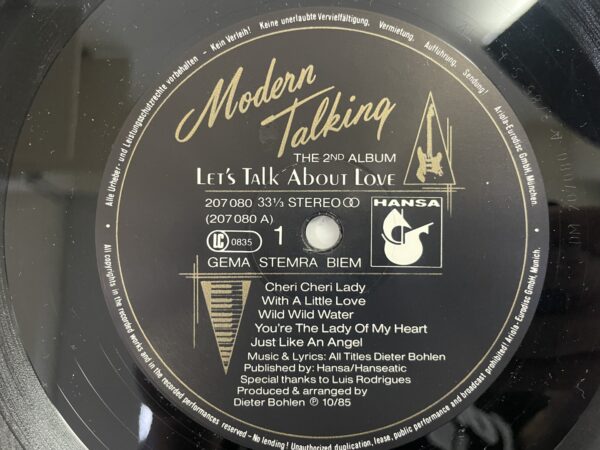 Alle Urheber- und Leistungsschutzrechte vorbehalten - Kein Verleih! Keine unerlaubte Vervielfältigung, Vermietung, Aufführung, Sendung! Ariola-Eurodisc GmbH, München
Modern
Talking
THE 2ND ALBUM
LET'S TALK ABOUT LOVE
207 080 33⅓ STEREO
(207 080 A)
HANSA
LC 0835
1
GEMA STEMRA BIEM
Cheri Cheri Lady
With A Little Love
Wild Wild Water
You're The Lady Of My Heart
Just Like An Angel
Music & Lyrics: All Titles Dieter Bohlen
Published by: Hansa/Hanseatic
Special thanks to Luis Rodrigues
Produced & arranged by
Dieter Bohlen ℗ 10/85
All copyrights in the recorded works and in the recorded performances reserved - No lending! Unauthorized duplication, lease, public performance and broadcast prohibited! Ariola-Eurodisc GmbH, Munich.